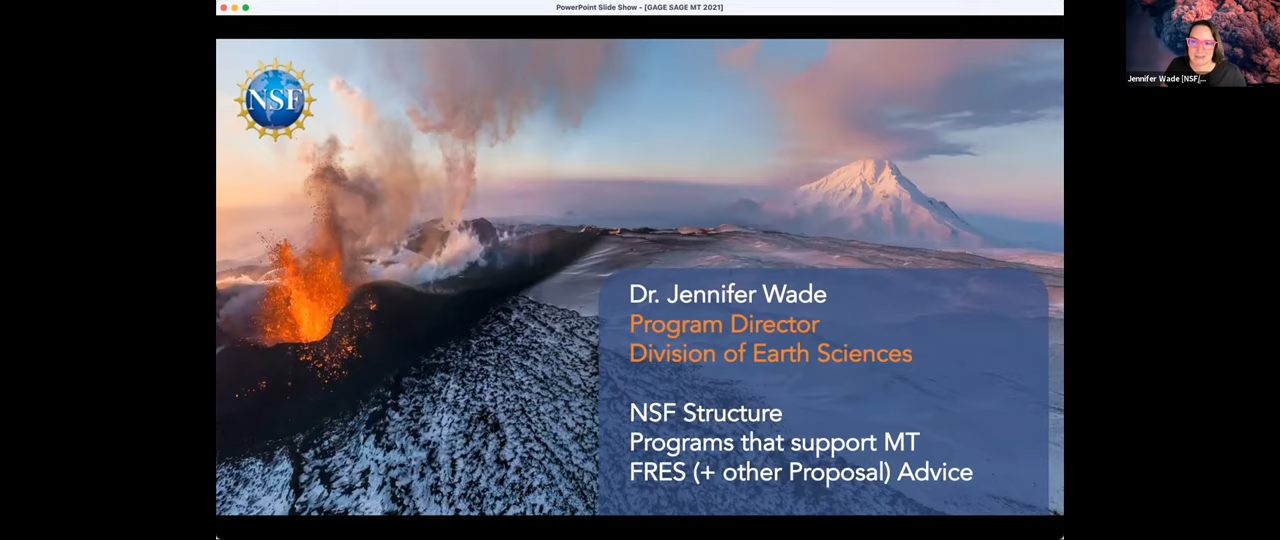 PowerPoint Slide Show - [GAGE SAGE MT 2021]
NSF
Jennifer Wade [NSF(...
Dr. Jennifer Wade
Program Director
Division of Earth Sciences
NSF Structure
Programs that support MT
FRES (+ other Proposal) Advice